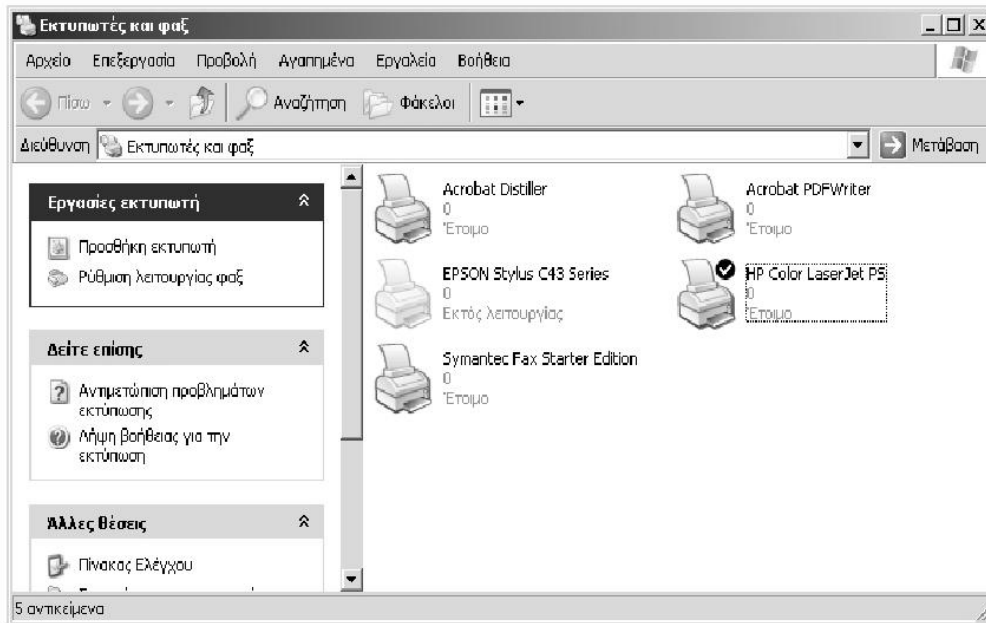 Εκτυπωτές και φαξ
Αρχείο Επεξεργασία Προβολή Αγαπημένα Εργαλεία Βοήθεια
Πίσω Αναζήτηση Φάκελοι
Διεύθυνση Εκτυπωτές και φαξ Μετάβαση
Εργασίες εκτυπωτή
Προσθήκη εκτυπωτή
Ρύθμιση λειτουργίας φαξ
Δείτε επίσης
Αντιμετώπιση προβλημάτων
εκτύπωσης
Λήψη βοήθειας για την
εκτύπωση
Άλλες θέσεις
Πίνακας Ελέγχου
Acrobat Distiller
0
Έτοιμο
Acrobat PDFWriter
0
Έτοιμο
EPSON Stylus C43 Series
0
Εκτός λειτουργίας
HP Color LaserJet PS
0
Έτοιμο
Symantec Fax Starter Edition
0
Έτοιμο
5 αντικείμενα